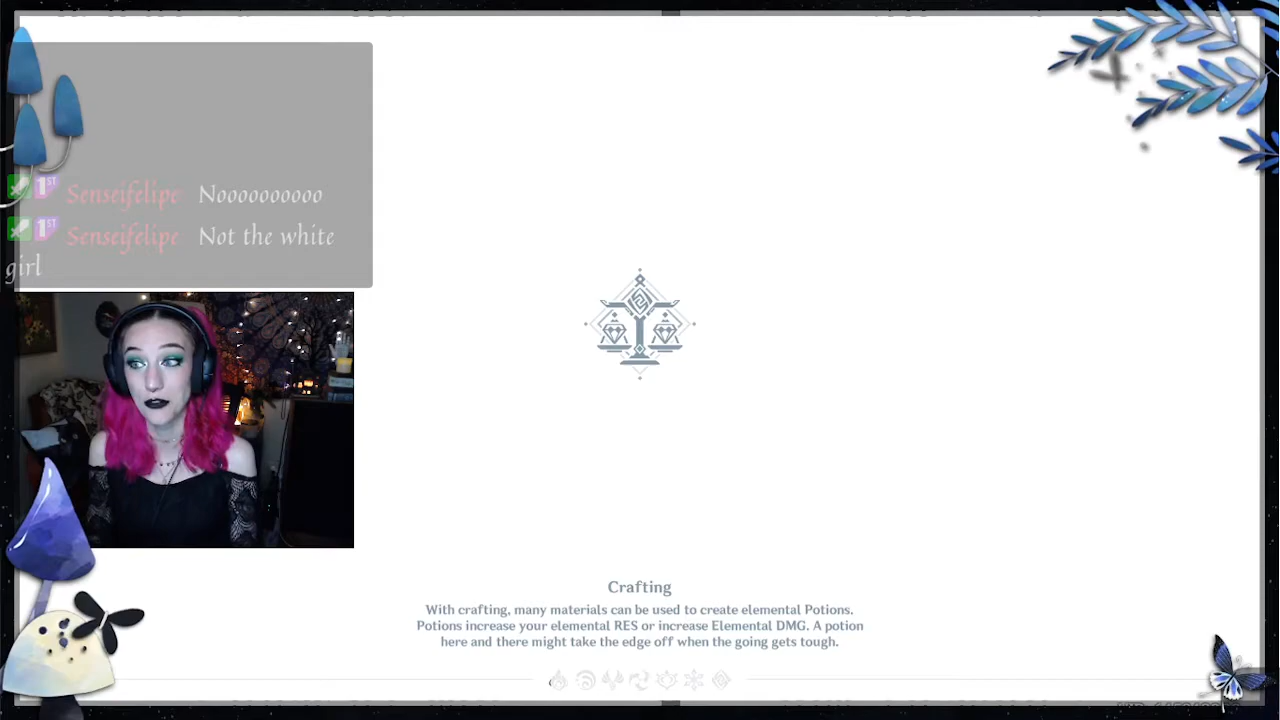 1ST Senseifelipe Noooooooooo
1ST Senseifelipe Not the white
girl
Crafting
With crafting, many materials can be used to create elemental Potions.
Potions increase your elemental RES or increase Elemental DMG. A potion
here and there might take the edge off when the going gets tough.